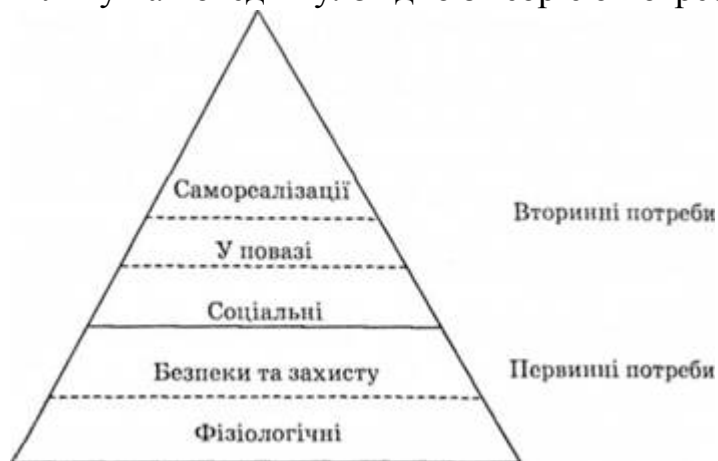 Самореалізації
Вторинні потреби
У повазі
Соціальні
Безпеки та захисту
Первинні потреби
Фізіологічні